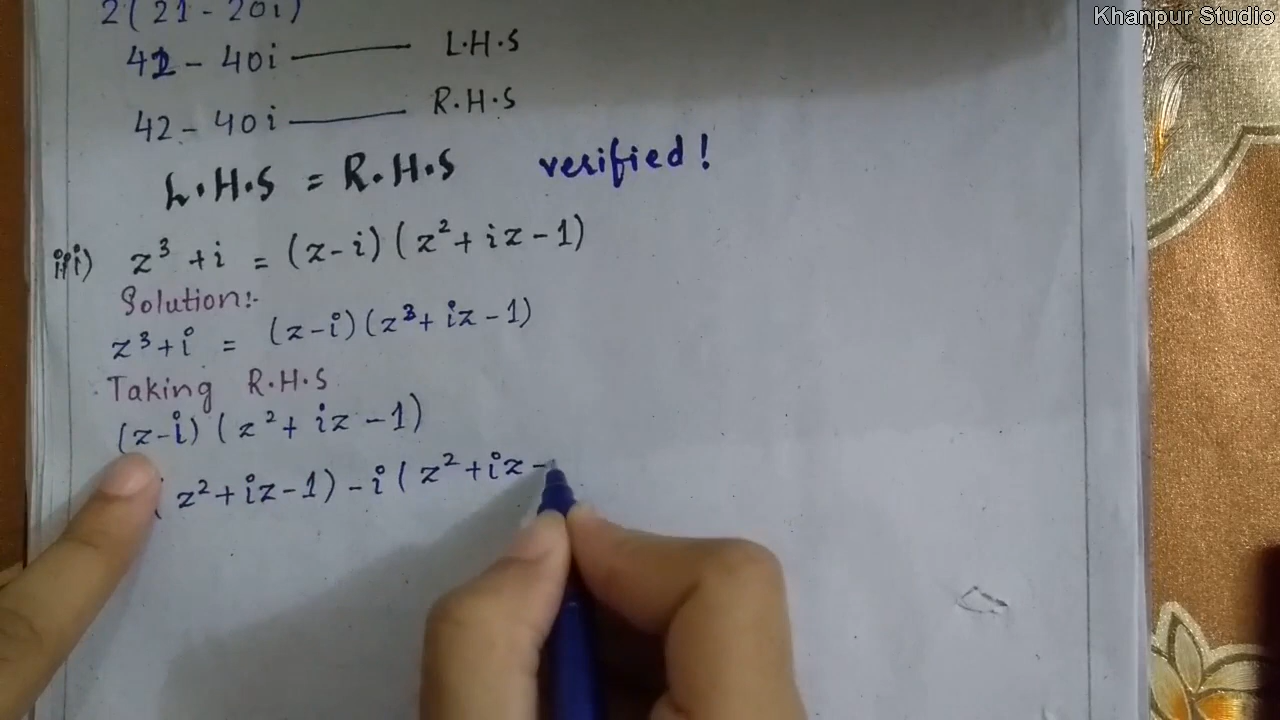 Khanpur Studio
2(21-20i)
42 - 40i ——— L.H.S
42 - 40i ——— R.H.S
L.H.S = R.H.S verified!
iii) z³ + i = (z-i)(z² + iz - 1)
Solution:-
z³+i = (z-i)(z³+ iz - 1)
Taking R.H.S
(z-i)(z² + iz - 1)
(z²+iz-1) - i(z²+iz-